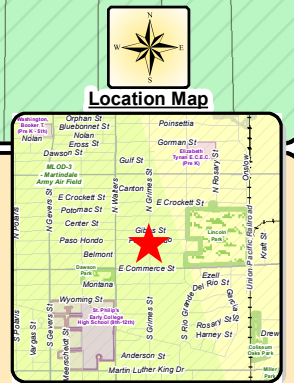 N
W E
S
Location Map
Washington,
Booker T.
(Pre K - 5th)
Orphan St
Bluebonnet St
Nolan
Nolan
Eross St
Dawson St
Poinsettia
Gorman St
Elizabeth
Tynan E.C.E.C.
(Pre K)
N Rosary St
Onslow
MLOD-3
- Martindale
Army Air Field
Gulf St
Canton
N Walters
N Grimes St
E Crockett St
E Crockett St
Potomac St
Center St
N Polaris
N Gevers St
Paso Hondo
Gibbs St
Belmont
Lincoln
Park
Union Pacific Railroad
Kraft St
Dawson
Park
E Commerce St
Montana
Ezell
Del Rio St
S Rio Grande
Wyoming St
St. Philip's
Early College
High School (9th-12th)
S Polaris
Vargas St
S Gevers St
Meerscheidt St
S Grimes St
Rosary St
Harney St
Drew
Coliseum
Oaks Park
Anderson St
Martin Luther King Dr
Miller
Park